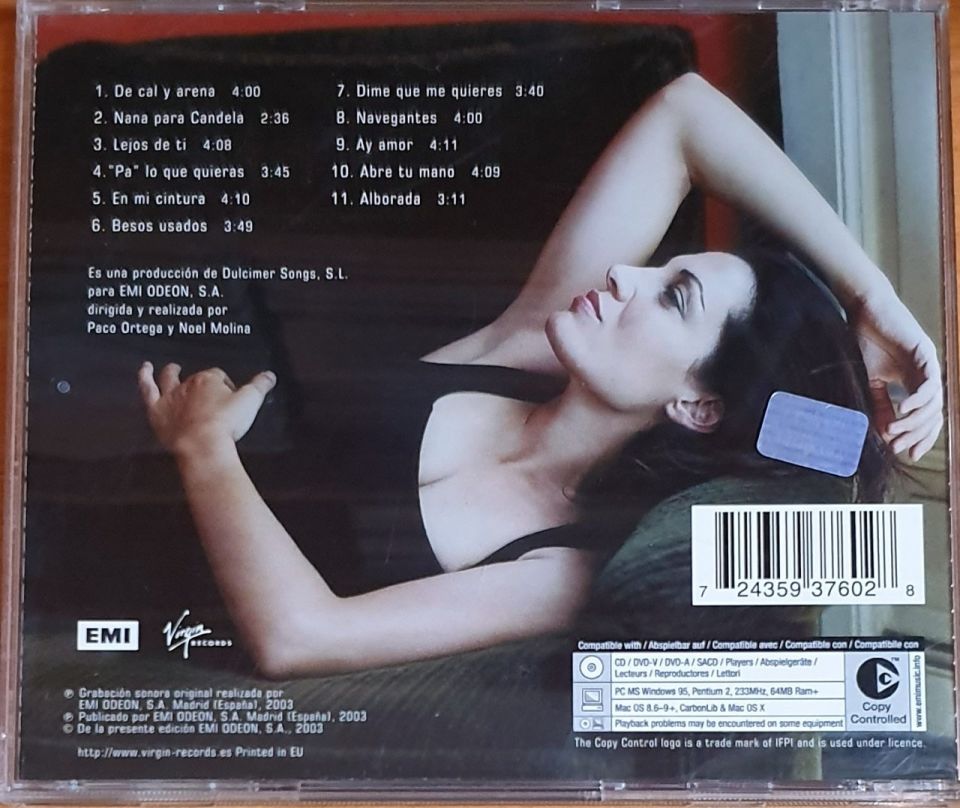 1. De cal y arena 4:00
2. Nana para Candela 2:36
3. Lejos de ti 4:08
4. "Pa" lo que quieras 3:45
5. En mi cintura 4:10
6. Besos usados 3:49
7. Dime que me quieres 3:40
8. Navegantes 4:00
9. Ay amor 4:11
10. Abre tu mano 4:09
11. Alborada 3:11
Es una producción de Dulcimer Songs, S.L.
para EMI ODEON, S.A.
dirigida y realizada por
Paco Ortega y Noel Molina
7 24359 37602 8
EMI
Virgin RECORDS
℗ Grabación sonora original realizada por
EMI ODEON, S.A. Madrid (España), 2003
℗ Publicado por EMI ODEON, S.A. Madrid (España), 2003
© De la presente edición EMI ODEON, S.A., 2003
http://www.virgin-records.es Printed in EU
Compatible with / Abspielbar auf / Compatible avec / Compatible con / Compatibile con
CD / DVD-V / DVD-A / SACD / Players / Abspielgeräte /
Lecteurs / Reproductores / Lettori
PC MS Windows 95, Pentium 2, 233MHz, 64MB Ram+
Mac OS 8.6-9+, CarbonLib & Mac OS X
Playback problems may be encountered on some equipment
Copy
Controlled
TM
www.emimusic.info
The Copy Control logo is a trade mark of IFPI and is used under licence.